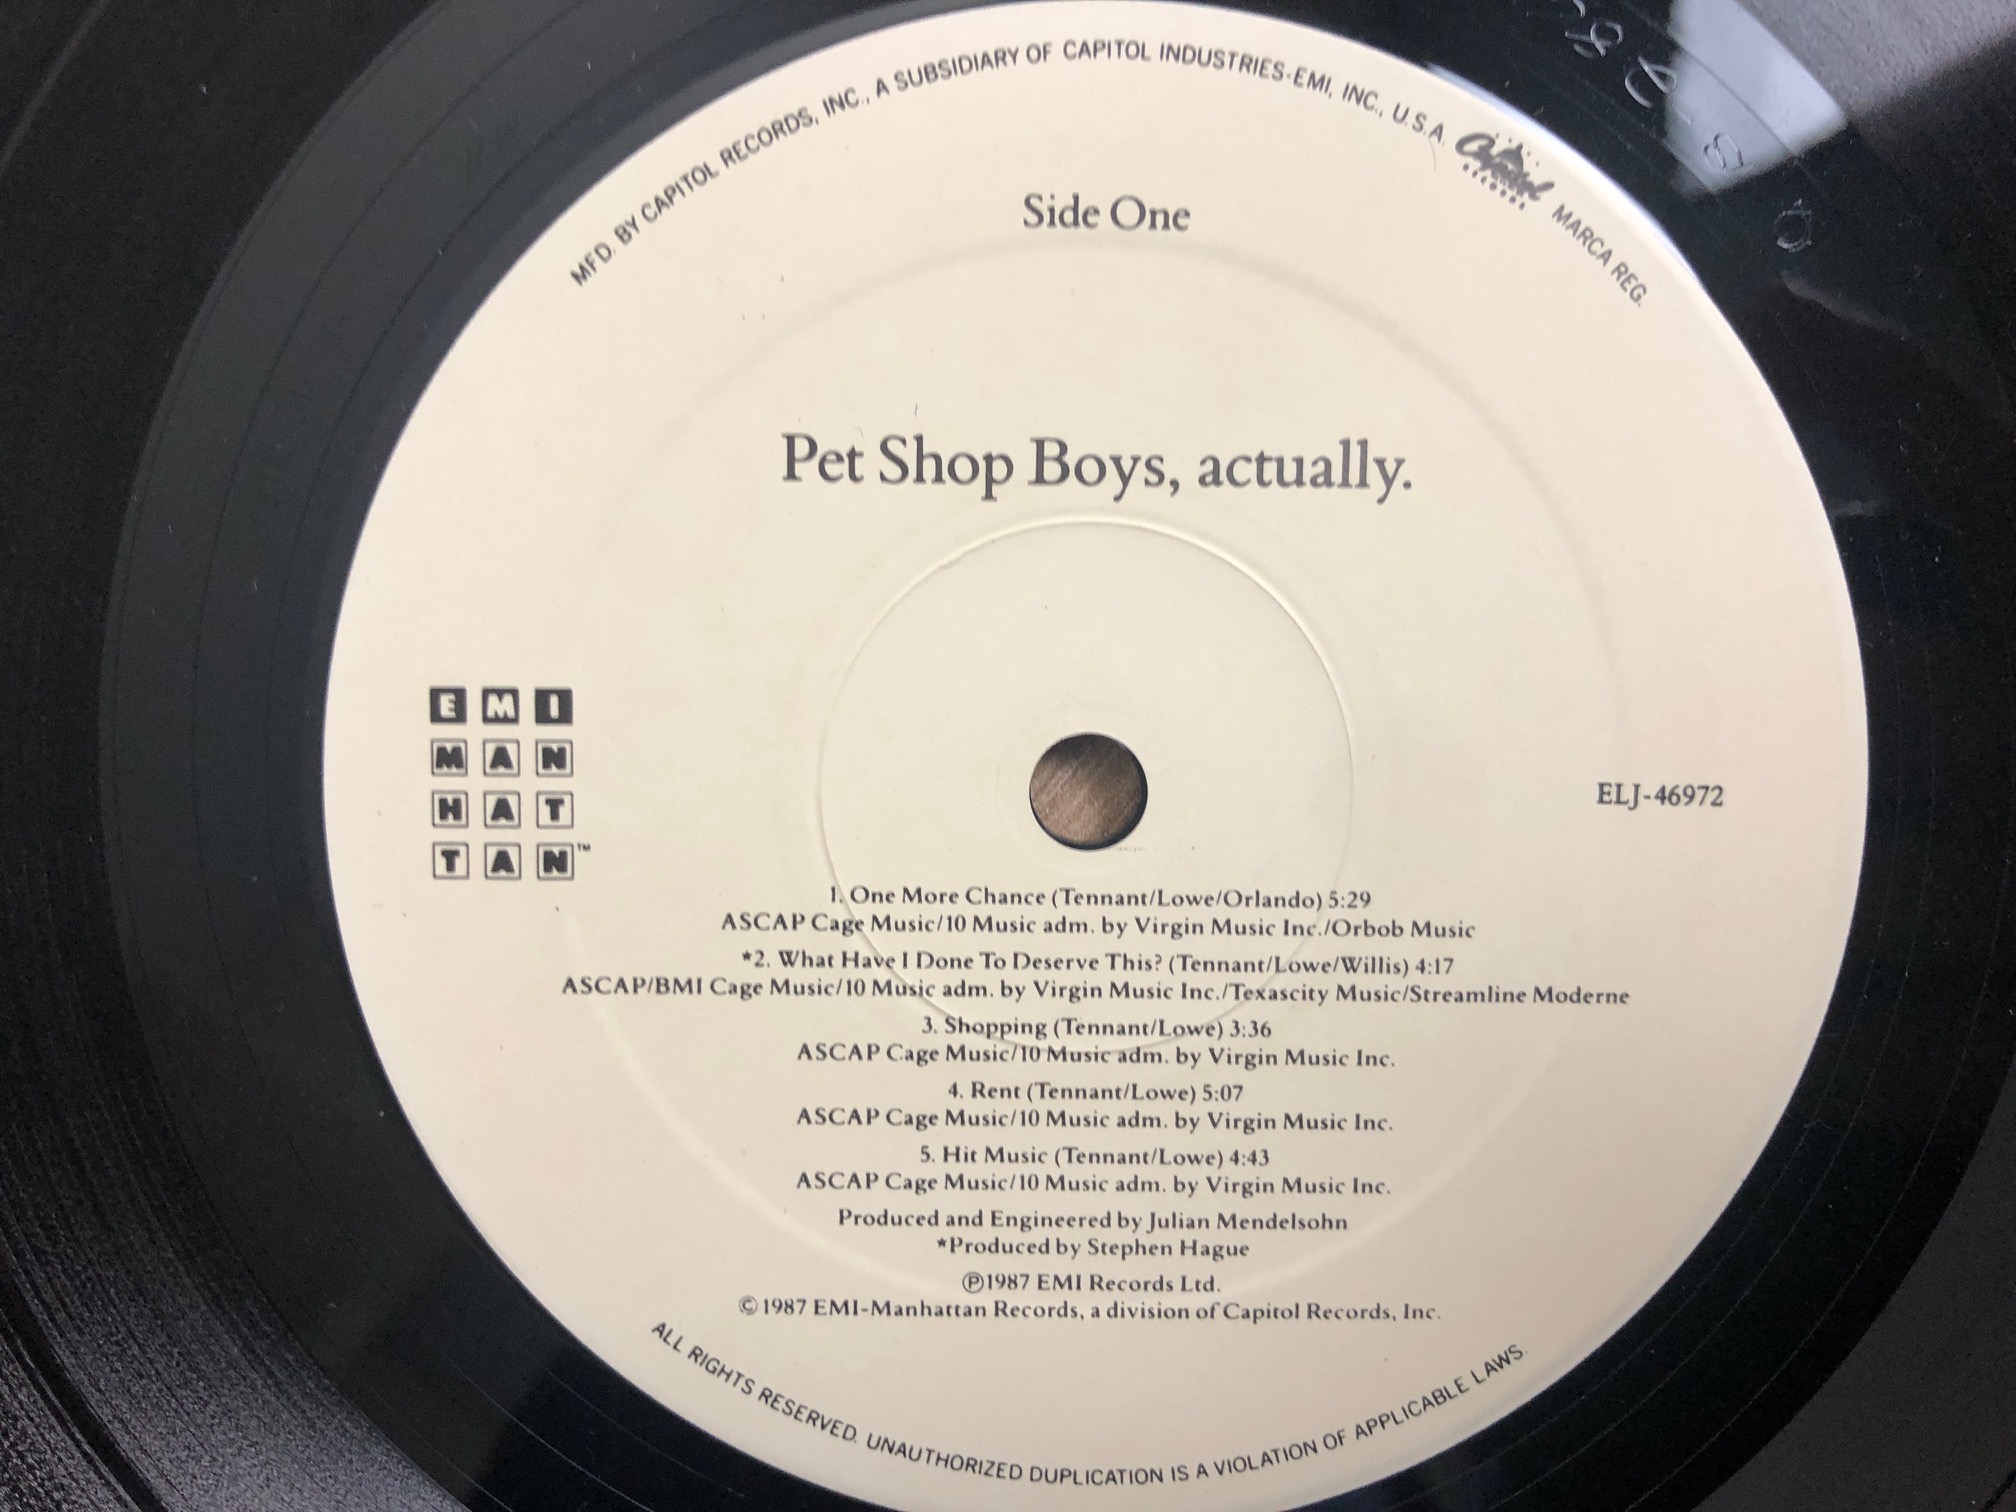 MFD. BY CAPITOL RECORDS, INC., A SUBSIDIARY OF CAPITOL INDUSTRIES-EMI, INC., U.S.A. Capitol RECORDS MARCA REG.
Side One
Pet Shop Boys, actually.
EMI
MAN
HAT
TAN™
ELJ-46972
1. One More Chance (Tennant/Lowe/Orlando) 5:29
ASCAP Cage Music/10 Music adm. by Virgin Music Inc./Orbob Music
*2. What Have I Done To Deserve This? (Tennant/Lowe/Willis) 4:17
ASCAP/BMI Cage Music/10 Music adm. by Virgin Music Inc./Texascity Music/Streamline Moderne
3. Shopping (Tennant/Lowe) 3:36
ASCAP Cage Music/10 Music adm. by Virgin Music Inc.
4. Rent (Tennant/Lowe) 5:07
ASCAP Cage Music/10 Music adm. by Virgin Music Inc.
5. Hit Music (Tennant/Lowe) 4:43
ASCAP Cage Music/10 Music adm. by Virgin Music Inc.
Produced and Engineered by Julian Mendelsohn
*Produced by Stephen Hague
℗1987 EMI Records Ltd.
©1987 EMI-Manhattan Records, a division of Capitol Records, Inc.
ALL RIGHTS RESERVED. UNAUTHORIZED DUPLICATION IS A VIOLATION OF APPLICABLE LAWS.